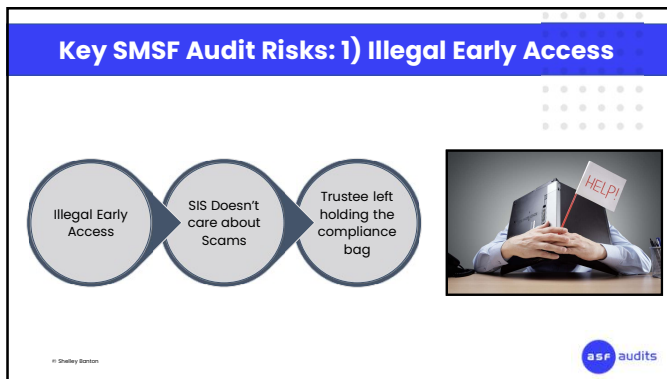 Key SMSF Audit Risks: 1) Illegal Early Access
Illegal Early
Access
SIS Doesn't
care about
Scams
Trustee left
holding the
compliance
bag
HELP!
© Shelley Banton
asf audits